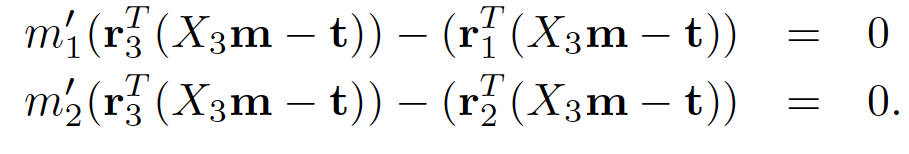 m′₁(r₃ᵀ(X₃m − t)) − (r₁ᵀ(X₃m − t)) = 0
m′₂(r₃ᵀ(X₃m − t)) − (r₂ᵀ(X₃m − t)) = 0.